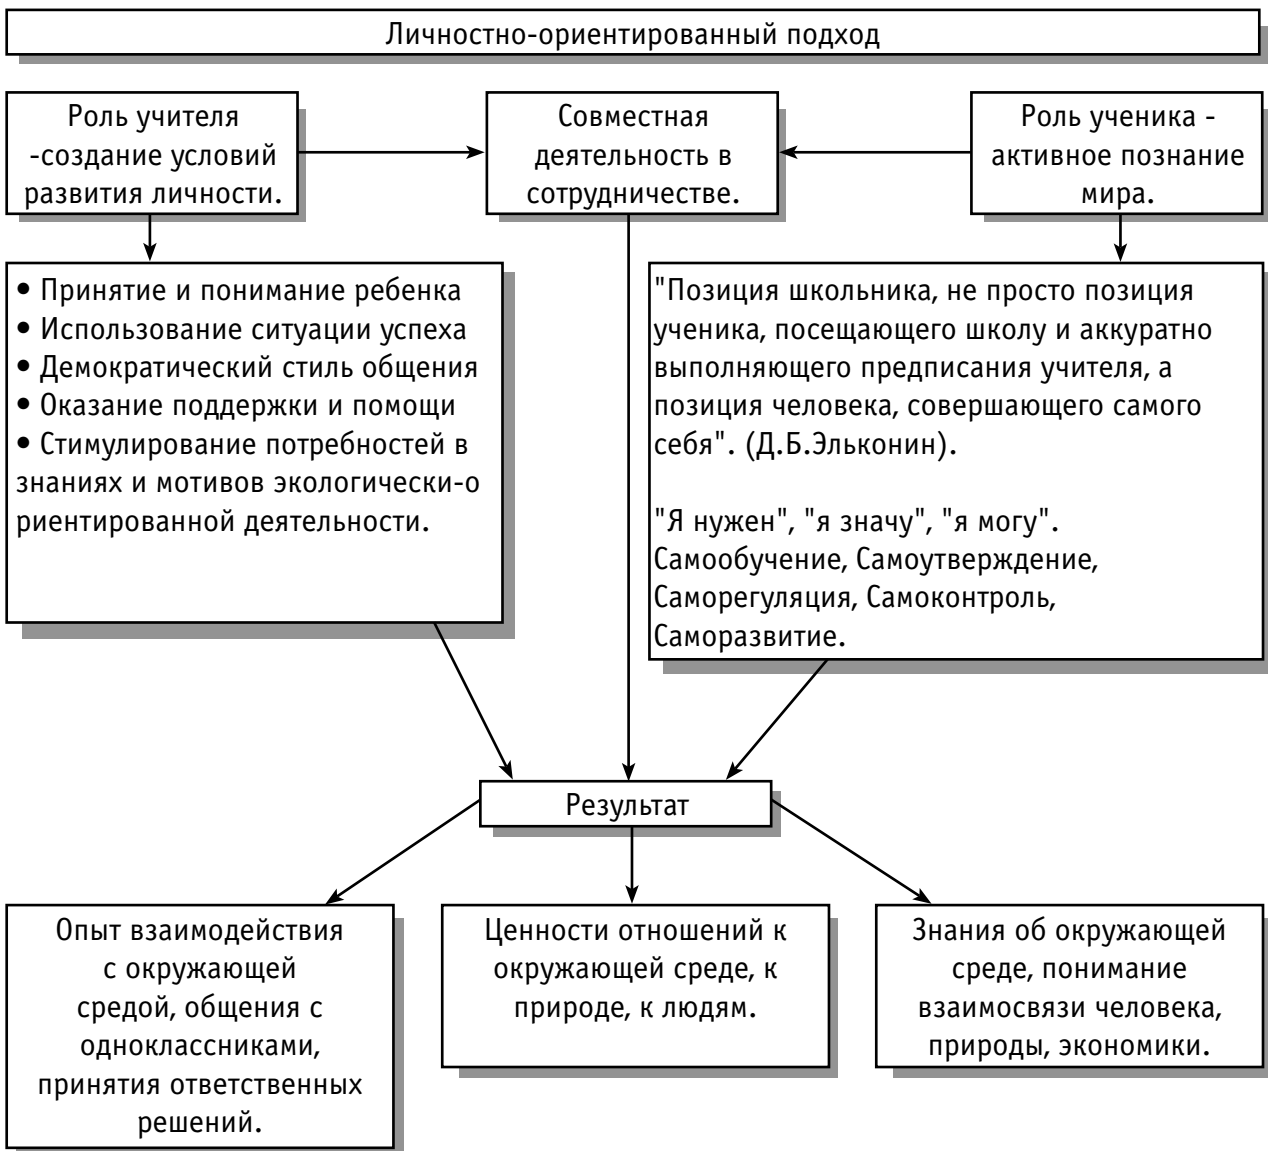 Личностно-ориентированный подход
Роль учителя
-создание условий
развития личности.
Совместная
деятельность в
сотрудничестве.
Роль ученика -
активное познание
мира.
• Принятие и понимание ребенка
• Использование ситуации успеха
• Демократический стиль общения
• Оказание поддержки и помощи
• Стимулирование потребностей в
знаниях и мотивов экологически-о
риентированной деятельности.
"Позиция школьника, не просто позиция
ученика, посещающего школу и аккуратно
выполняющего предписания учителя, а
позиция человека, совершающего самого
себя". (Д.Б.Эльконин).
"Я нужен", "я значу", "я могу".
Самообучение, Самоутверждение,
Саморегуляция, Самоконтроль,
Саморазвитие.
Результат
Опыт взаимодействия
с окружающей
средой, общения с
одноклассниками,
принятия ответственных
решений.
Ценности отношений к
окружающей среде, к
природе, к людям.
Знания об окружающей
среде, понимание
взаимосвязи человека,
природы, экономики.